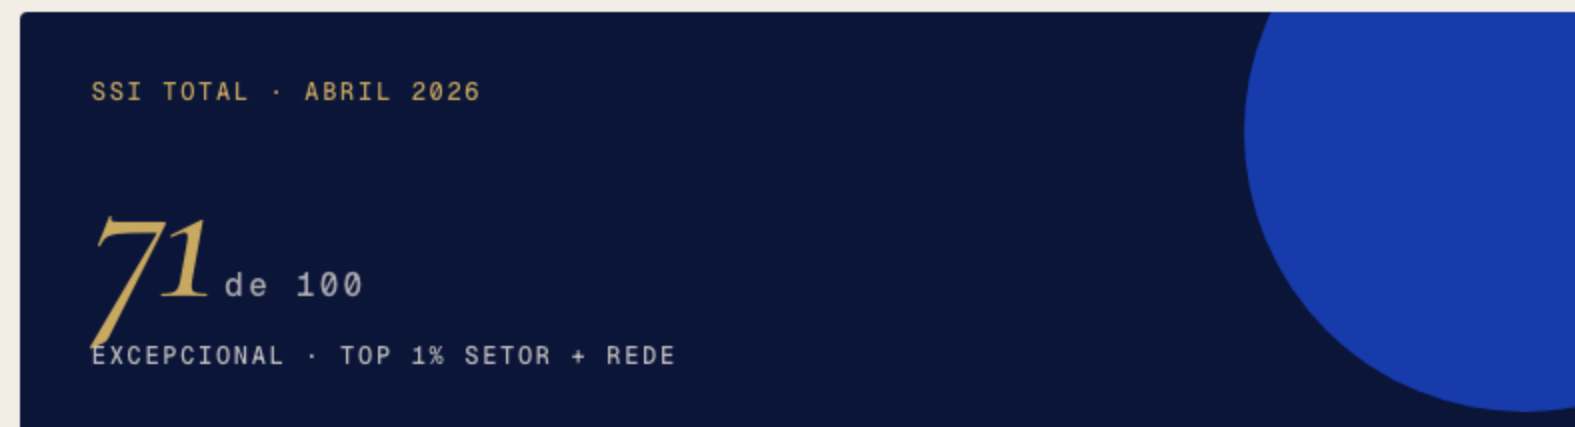 SSI TOTAL · ABRIL 2026
71 de 100
EXCEPCIONAL · TOP 1% SETOR + REDE